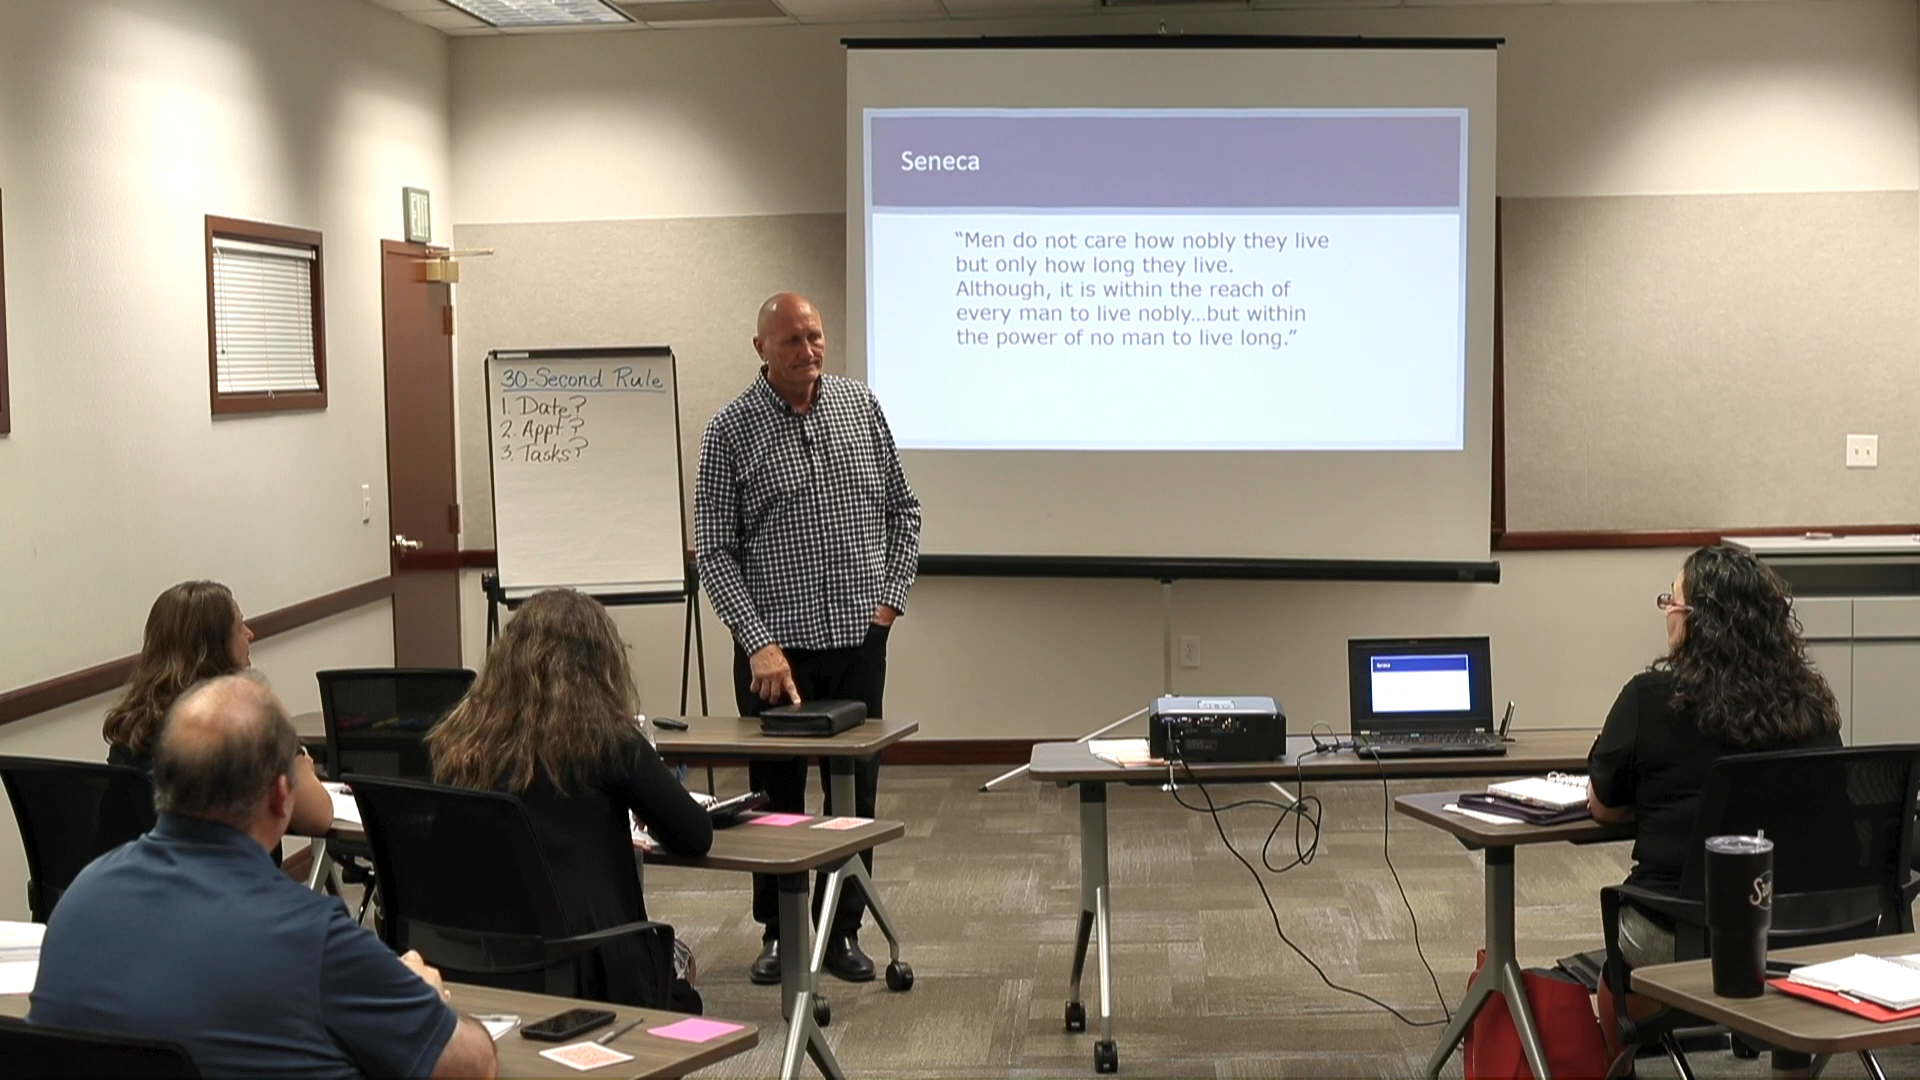 EXIT
30-Second Rule
1. Date?
2. Appt.?
3. Tasks?
Seneca
“Men do not care how nobly they live
but only how long they live.
Although, it is within the reach of
every man to live nobly...but within
the power of no man to live long.”
Seneca